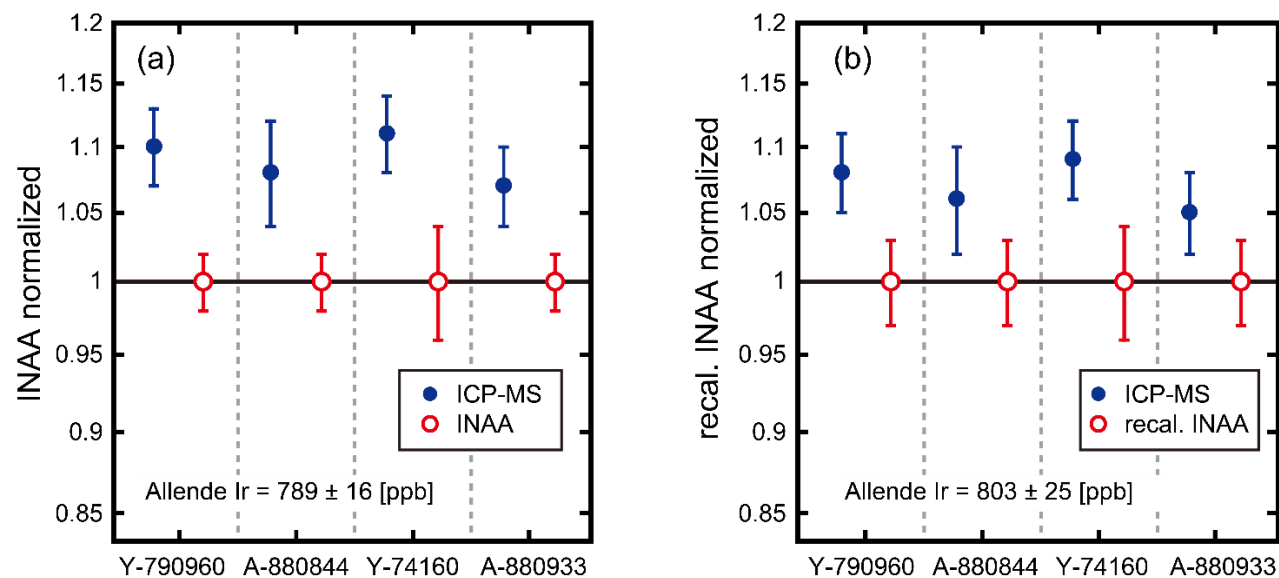 (a)
INAA normalized
1.2
1.15
1.1
1.05
1
0.95
0.9
0.85
ICP-MS
INAA
Allende Ir = 789 ± 16 [ppb]
Y-790960 A-880844 Y-74160 A-880933
(b)
recal. INAA normalized
1.2
1.15
1.1
1.05
1
0.95
0.9
0.85
ICP-MS
recal. INAA
Allende Ir = 803 ± 25 [ppb]
Y-790960 A-880844 Y-74160 A-880933